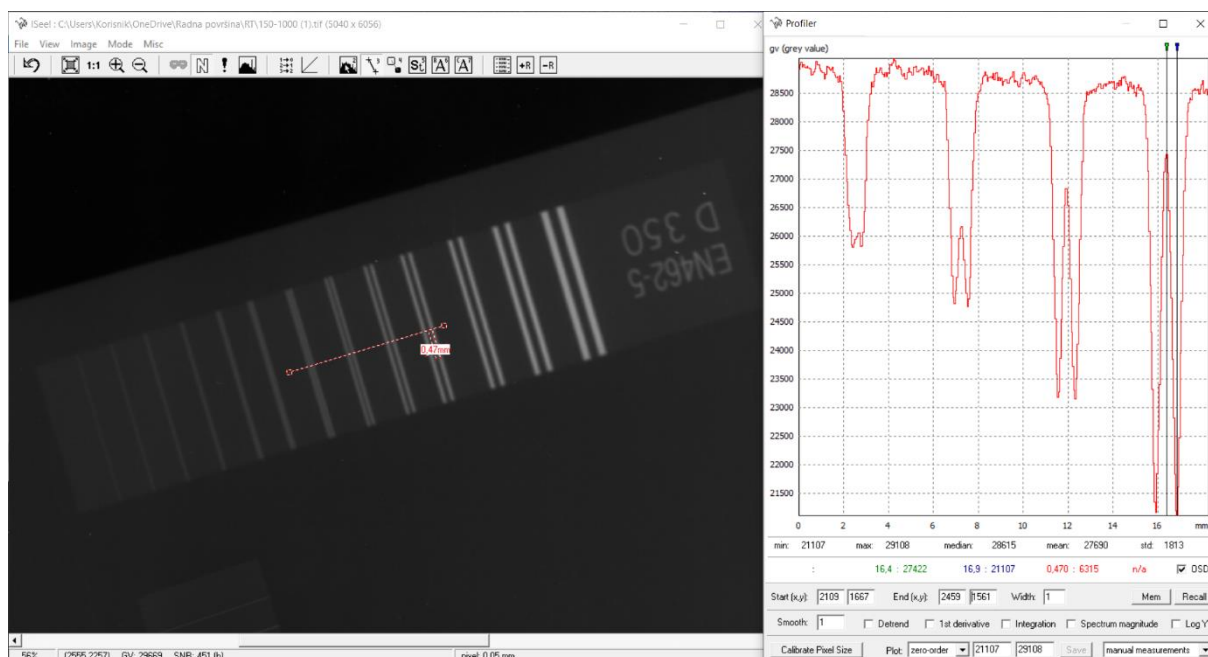 ISeel : C:\Users\Korisnik\OneDrive\Radna površina\RT\150-1000 (1).tif (5040 x 6056)
File View Image Mode Misc
1:1 N ! St A A +R -R
EN462-5
D 350
0,47mm
56% (2555,2257) GV: 29669 SNR: 451 (lb) pixel: 0.05 mm
Profiler
gv (grey value)
28500
28000
27500
27000
26500
26000
25500
25000
24500
24000
23500
23000
22500
22000
21500
0 2 4 6 8 10 12 14 16 mm
min: 21107 max: 29108 median: 28615 mean: 27690 std: 1813
: 16,4 : 27422 16,9 : 21107 0,470 : 6315 n/a OSD
Start (x,y): 2109 1667 End (x,y): 2459 1561 Width: 1 Mem Recall
Smooth: 1 Detrend 1st derivative Integration Spectrum magnitude Log Y
Calibrate Pixel Size Plot: zero-order 21107 29108 Save manual measurements